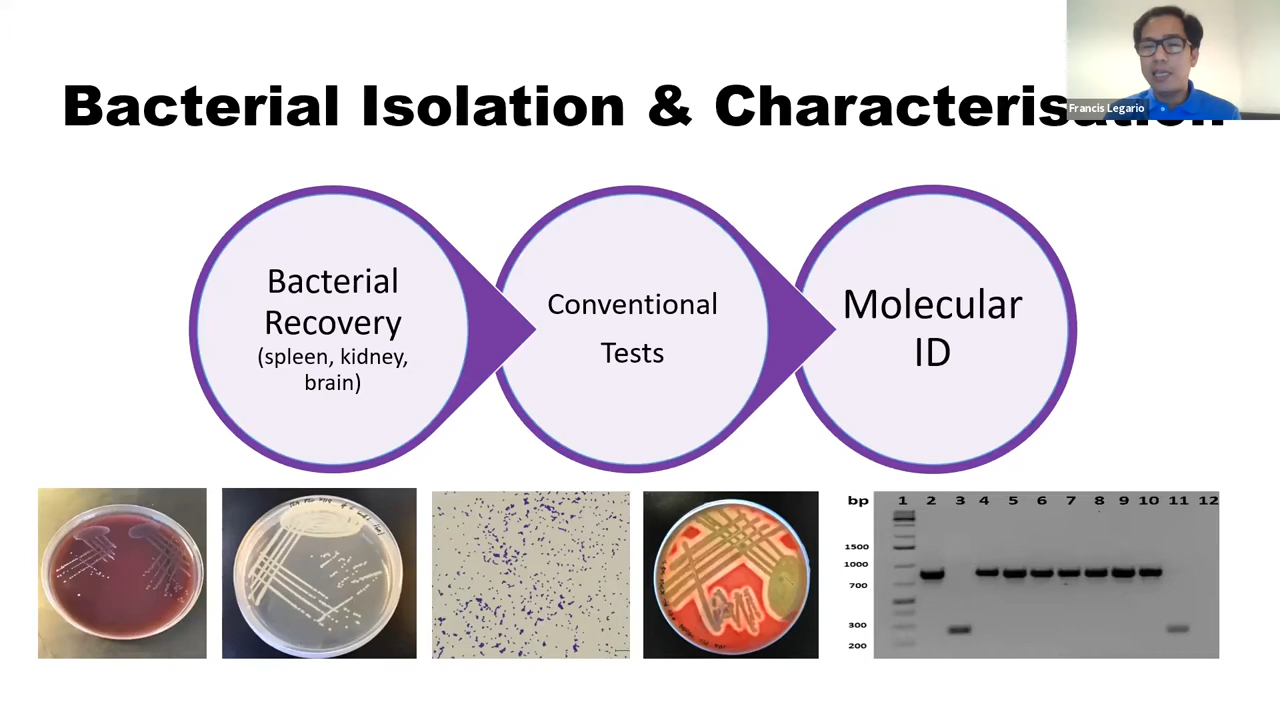 Bacterial Isolation & Characterisation
Francis Legario
Bacterial
Recovery
(spleen, kidney,
brain)
Conventional
Tests
Molecular
ID
bp 1 2 3 4 5 6 7 8 9 10 11 12
1500
1000
700
300
200